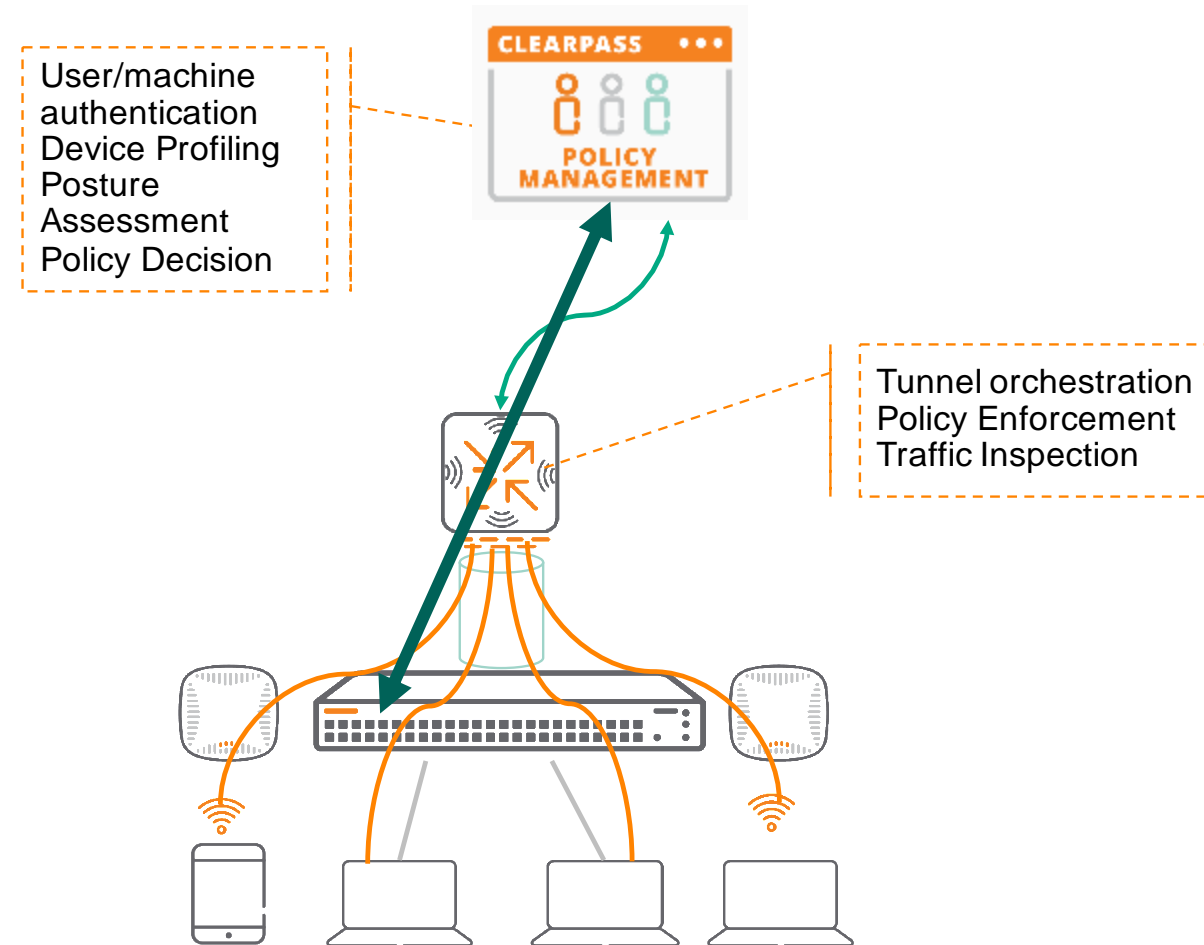 CLEARPASS
POLICY
MANAGEMENT
User/machine
authentication
Device Profiling
Posture
Assessment
Policy Decision
Tunnel orchestration
Policy Enforcement
Traffic Inspection